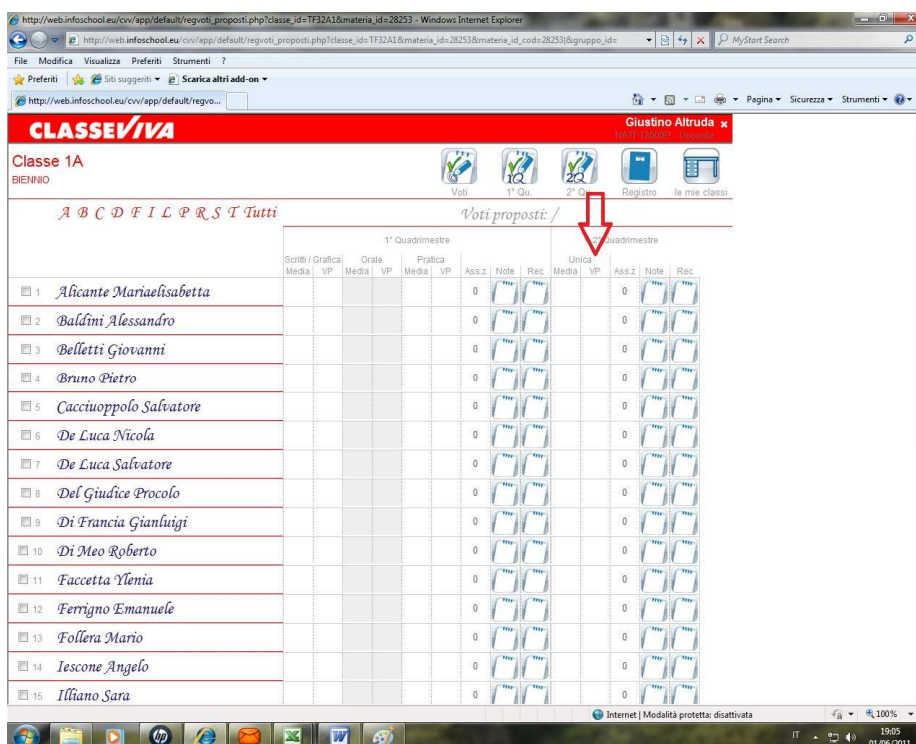 http://web.infoschool.eu/cvv/app/default/regvoti_proposti.php?classe_id=TF32A1&materia_id=28253 - Windows Internet Explorer
http://web.infoschool.eu/cvv/app/default/regvoti_proposti.php?classe_id=TF32A1&materia_id=28253&materia_id_cod=28253|&gruppo_id=
MyStart Search
File Modifica Visualizza Preferiti Strumenti ?
Preferiti Siti suggeriti Scarica altri add-on
http://web.infoschool.eu/cvv/app/default/regvo...
Pagina Sicurezza Strumenti
CLASSEVIVA
Giustino Altruda x
Docente
Classe 1A
BIENNIO
Voti 1° Qu. 2° Qu. Registro le mie classi
A B C D F I L P R S T Tutti
Voti proposti: /
1° Quadrimestre 2° Quadrimestre
Scritti / Grafica Orale Pratica Unica
Media VP Media VP Media VP Ass.z Note Rec Media VP Ass.z Note Rec
1 Alicante Mariaelisabetta 0 0
2 Baldini Alessandro 0 0
3 Belletti Giovanni 0 0
4 Bruno Pietro 0 0
5 Cacciuoppolo Salvatore 0 0
6 De Luca Nicola 0 0
7 De Luca Salvatore 0 0
8 Del Giudice Procolo 0 0
9 Di Francia Gianluigi 0 0
10 Di Meo Roberto 0 0
11 Faccetta Ylenia 0 0
12 Ferrigno Emanuele 0 0
13 Follera Mario 0 0
14 Iescone Angelo 0 0
15 Illiano Sara 0 0
Internet | Modalità protetta: disattivata 100%
IT 19:05
01/06/2011